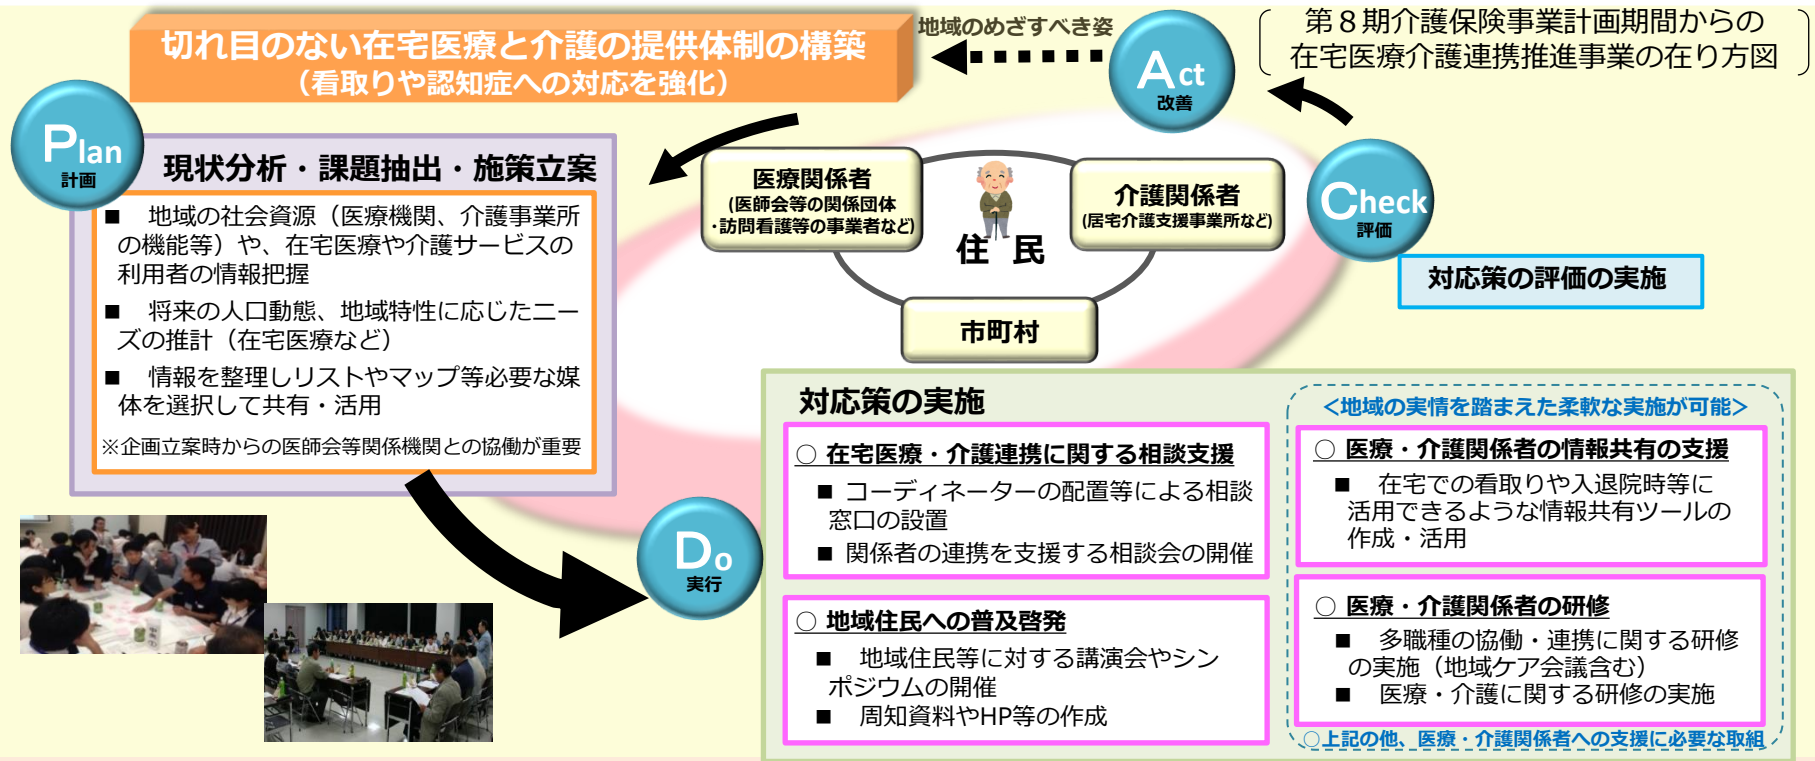 切れ目のない在宅医療と介護の提供体制の構築
（看取りや認知症への対応を強化）
地域のめざすべき姿
Act
改善
第８期介護保険事業計画期間からの
在宅医療介護連携推進事業の在り方図
Plan
計画
現状分析・課題抽出・施策立案
■ 地域の社会資源（医療機関、介護事業所
の機能等）や、在宅医療や介護サービスの
利用者の情報把握
■ 将来の人口動態、地域特性に応じたニー
ズの推計（在宅医療など）
■ 情報を整理しリストやマップ等必要な媒
体を選択して共有・活用
※企画立案時からの医師会等関係機関との協働が重要
医療関係者
(医師会等の関係団体
・訪問看護等の事業者など)
住民
介護関係者
(居宅介護支援事業所など)
市町村
Check
評価
対応策の評価の実施
Do
実行
対応策の実施
○ 在宅医療・介護連携に関する相談支援
■ コーディネーターの配置等による相談
窓口の設置
■ 関係者の連携を支援する相談会の開催
○ 地域住民への普及啓発
■ 地域住民等に対する講演会やシン
ポジウムの開催
■ 周知資料やHP等の作成
＜地域の実情を踏まえた柔軟な実施が可能＞
○ 医療・介護関係者の情報共有の支援
■ 在宅での看取りや入退院時等に
活用できるような情報共有ツールの
作成・活用
○ 医療・介護関係者の研修
■ 多職種の協働・連携に関する研修
の実施（地域ケア会議含む）
■ 医療・介護に関する研修の実施
○上記の他、医療・介護関係者への支援に必要な取組